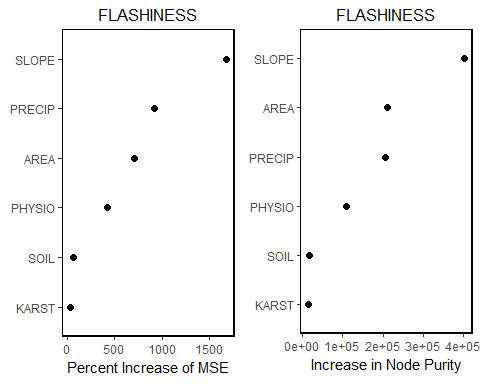 FLASHINESS
SLOPE
PRECIP
AREA
PHYSIO
SOIL
KARST
0
500
1000
1500
Percent Increase of MSE
FLASHINESS
SLOPE
AREA
PRECIP
PHYSIO
SOIL
KARST
0e+00 1e+05 2e+05 3e+05 4e+05
Increase in Node Purity